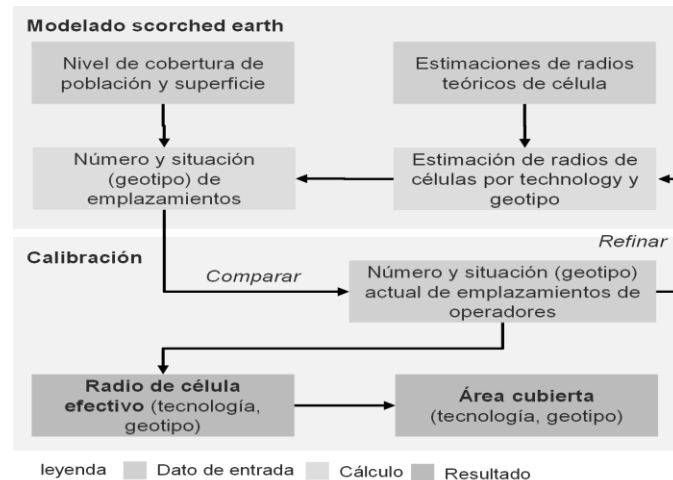 Modelado scorched earth
Nivel de cobertura de
población y superficie
Estimaciones de radios
teóricos de célula
Número y situación
(geotipo) de
emplazamientos
Estimación de radios de
células por technology y
geotipo
Refinar
Calibración
Comparar
Número y situación (geotipo)
actual de emplazamientos de
operadores
Radio de célula
efectivo (tecnología,
geotipo)
Área cubierta
(tecnología, geotipo)
leyenda Dato de entrada Cálculo Resultado